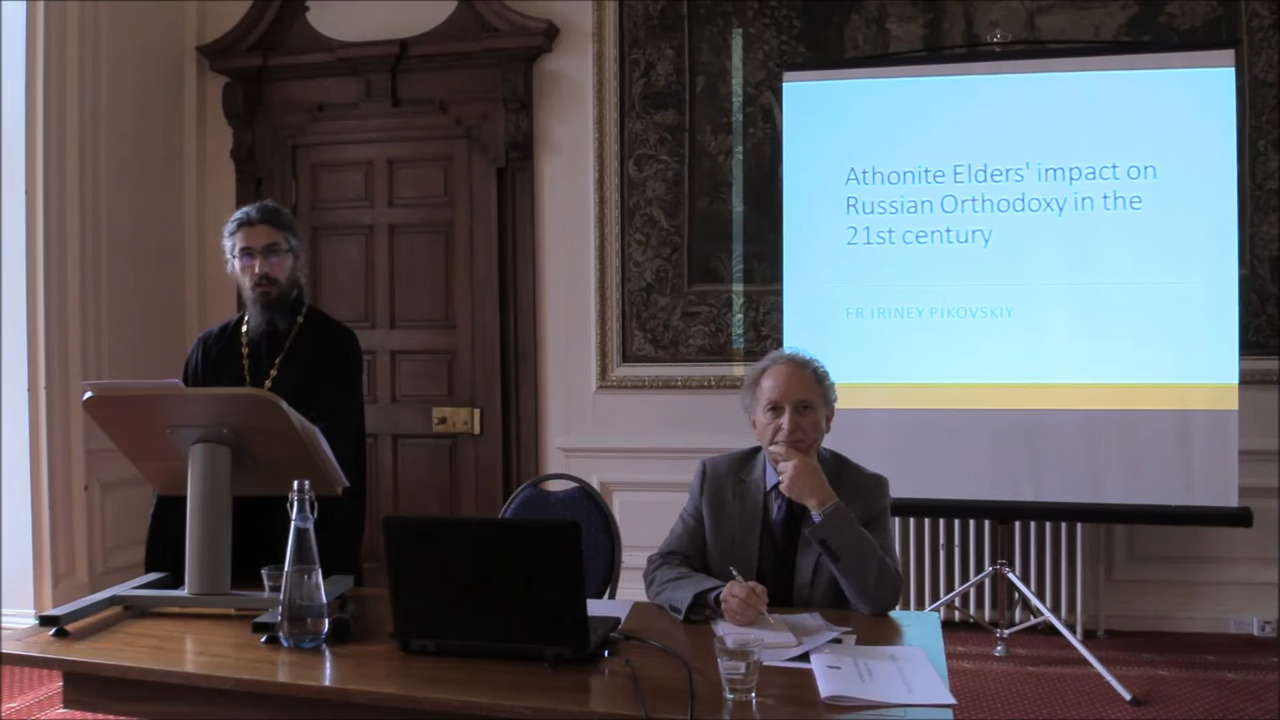 Athonite Elders' impact on
Russian Orthodoxy in the
21st century
FR IRINEY PIKOVSKIY